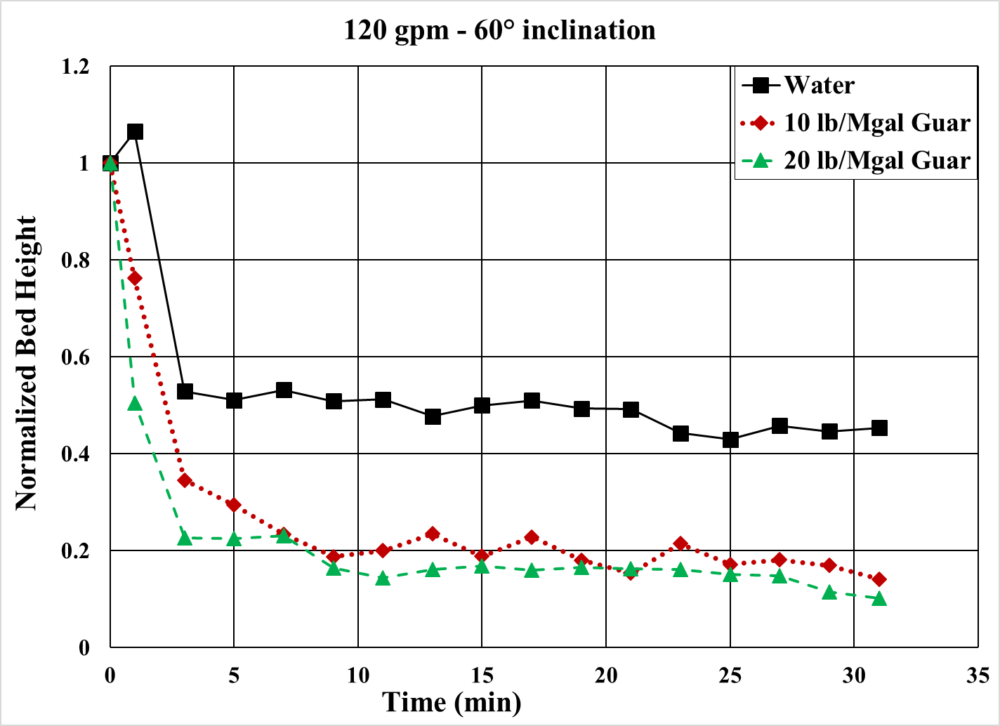 120 gpm - 60° inclination
Water
10 lb/Mgal Guar
20 lb/Mgal Guar
Normalized Bed Height
1.2
1
0.8
0.6
0.4
0.2
0
0 5 10 15 20 25 30 35
Time (min)